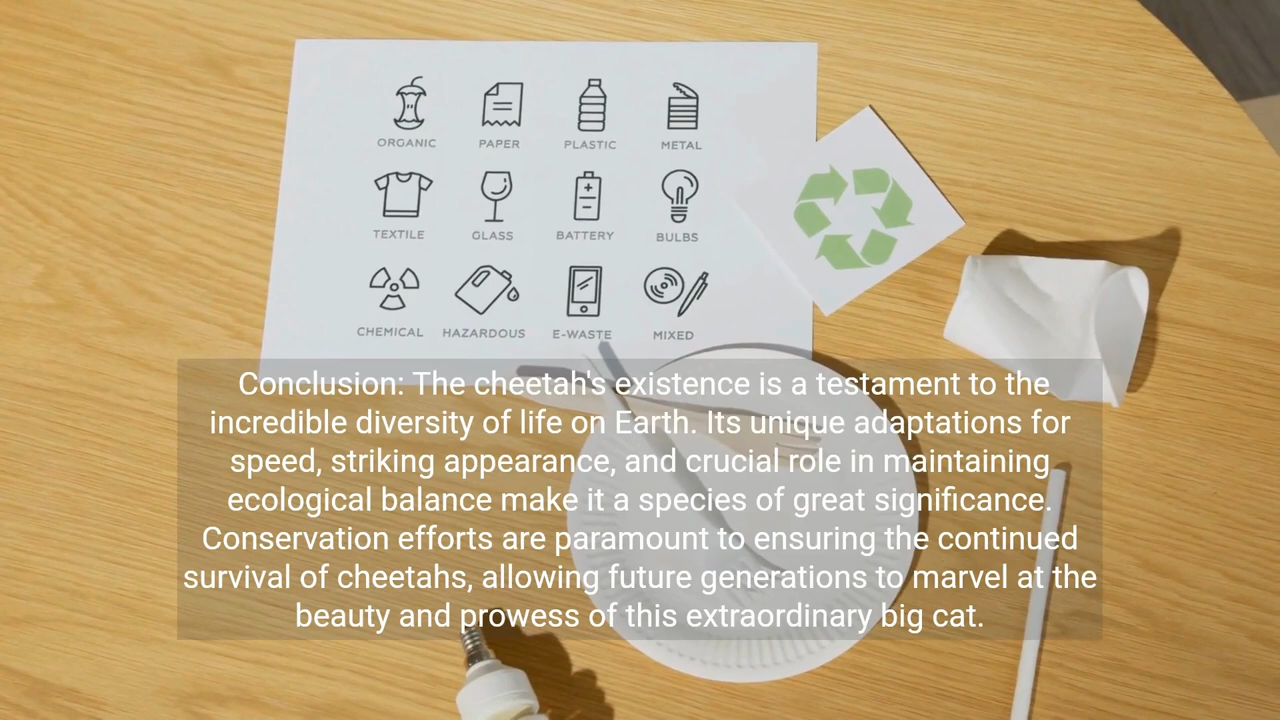 ORGANIC PAPER PLASTIC METAL
TEXTILE GLASS BATTERY BULBS
CHEMICAL HAZARDOUS E-WASTE MIXED
Conclusion: The cheetah's existence is a testament to the
incredible diversity of life on Earth. Its unique adaptations for
speed, striking appearance, and crucial role in maintaining
ecological balance make it a species of great significance.
Conservation efforts are paramount to ensuring the continued
survival of cheetahs, allowing future generations to marvel at the
beauty and prowess of this extraordinary big cat.